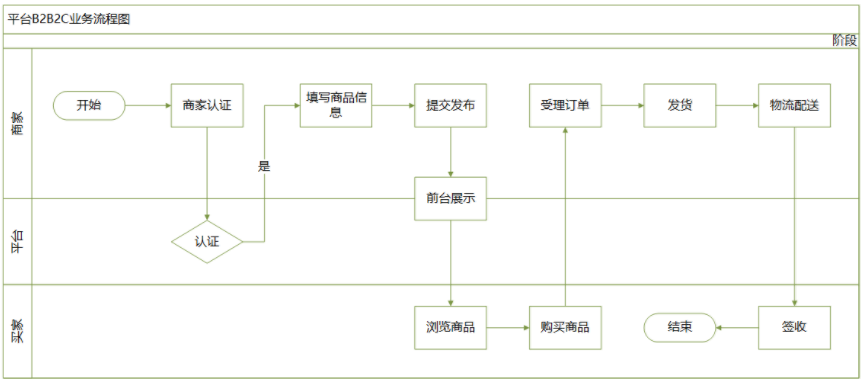 平台B2B2C业务流程图
阶段
商家
开始
商家认证
填写商品信
息
提交发布
受理订单
发货
物流配送
是
前台展示
平台
认证
买家
浏览商品
购买商品
结束
签收